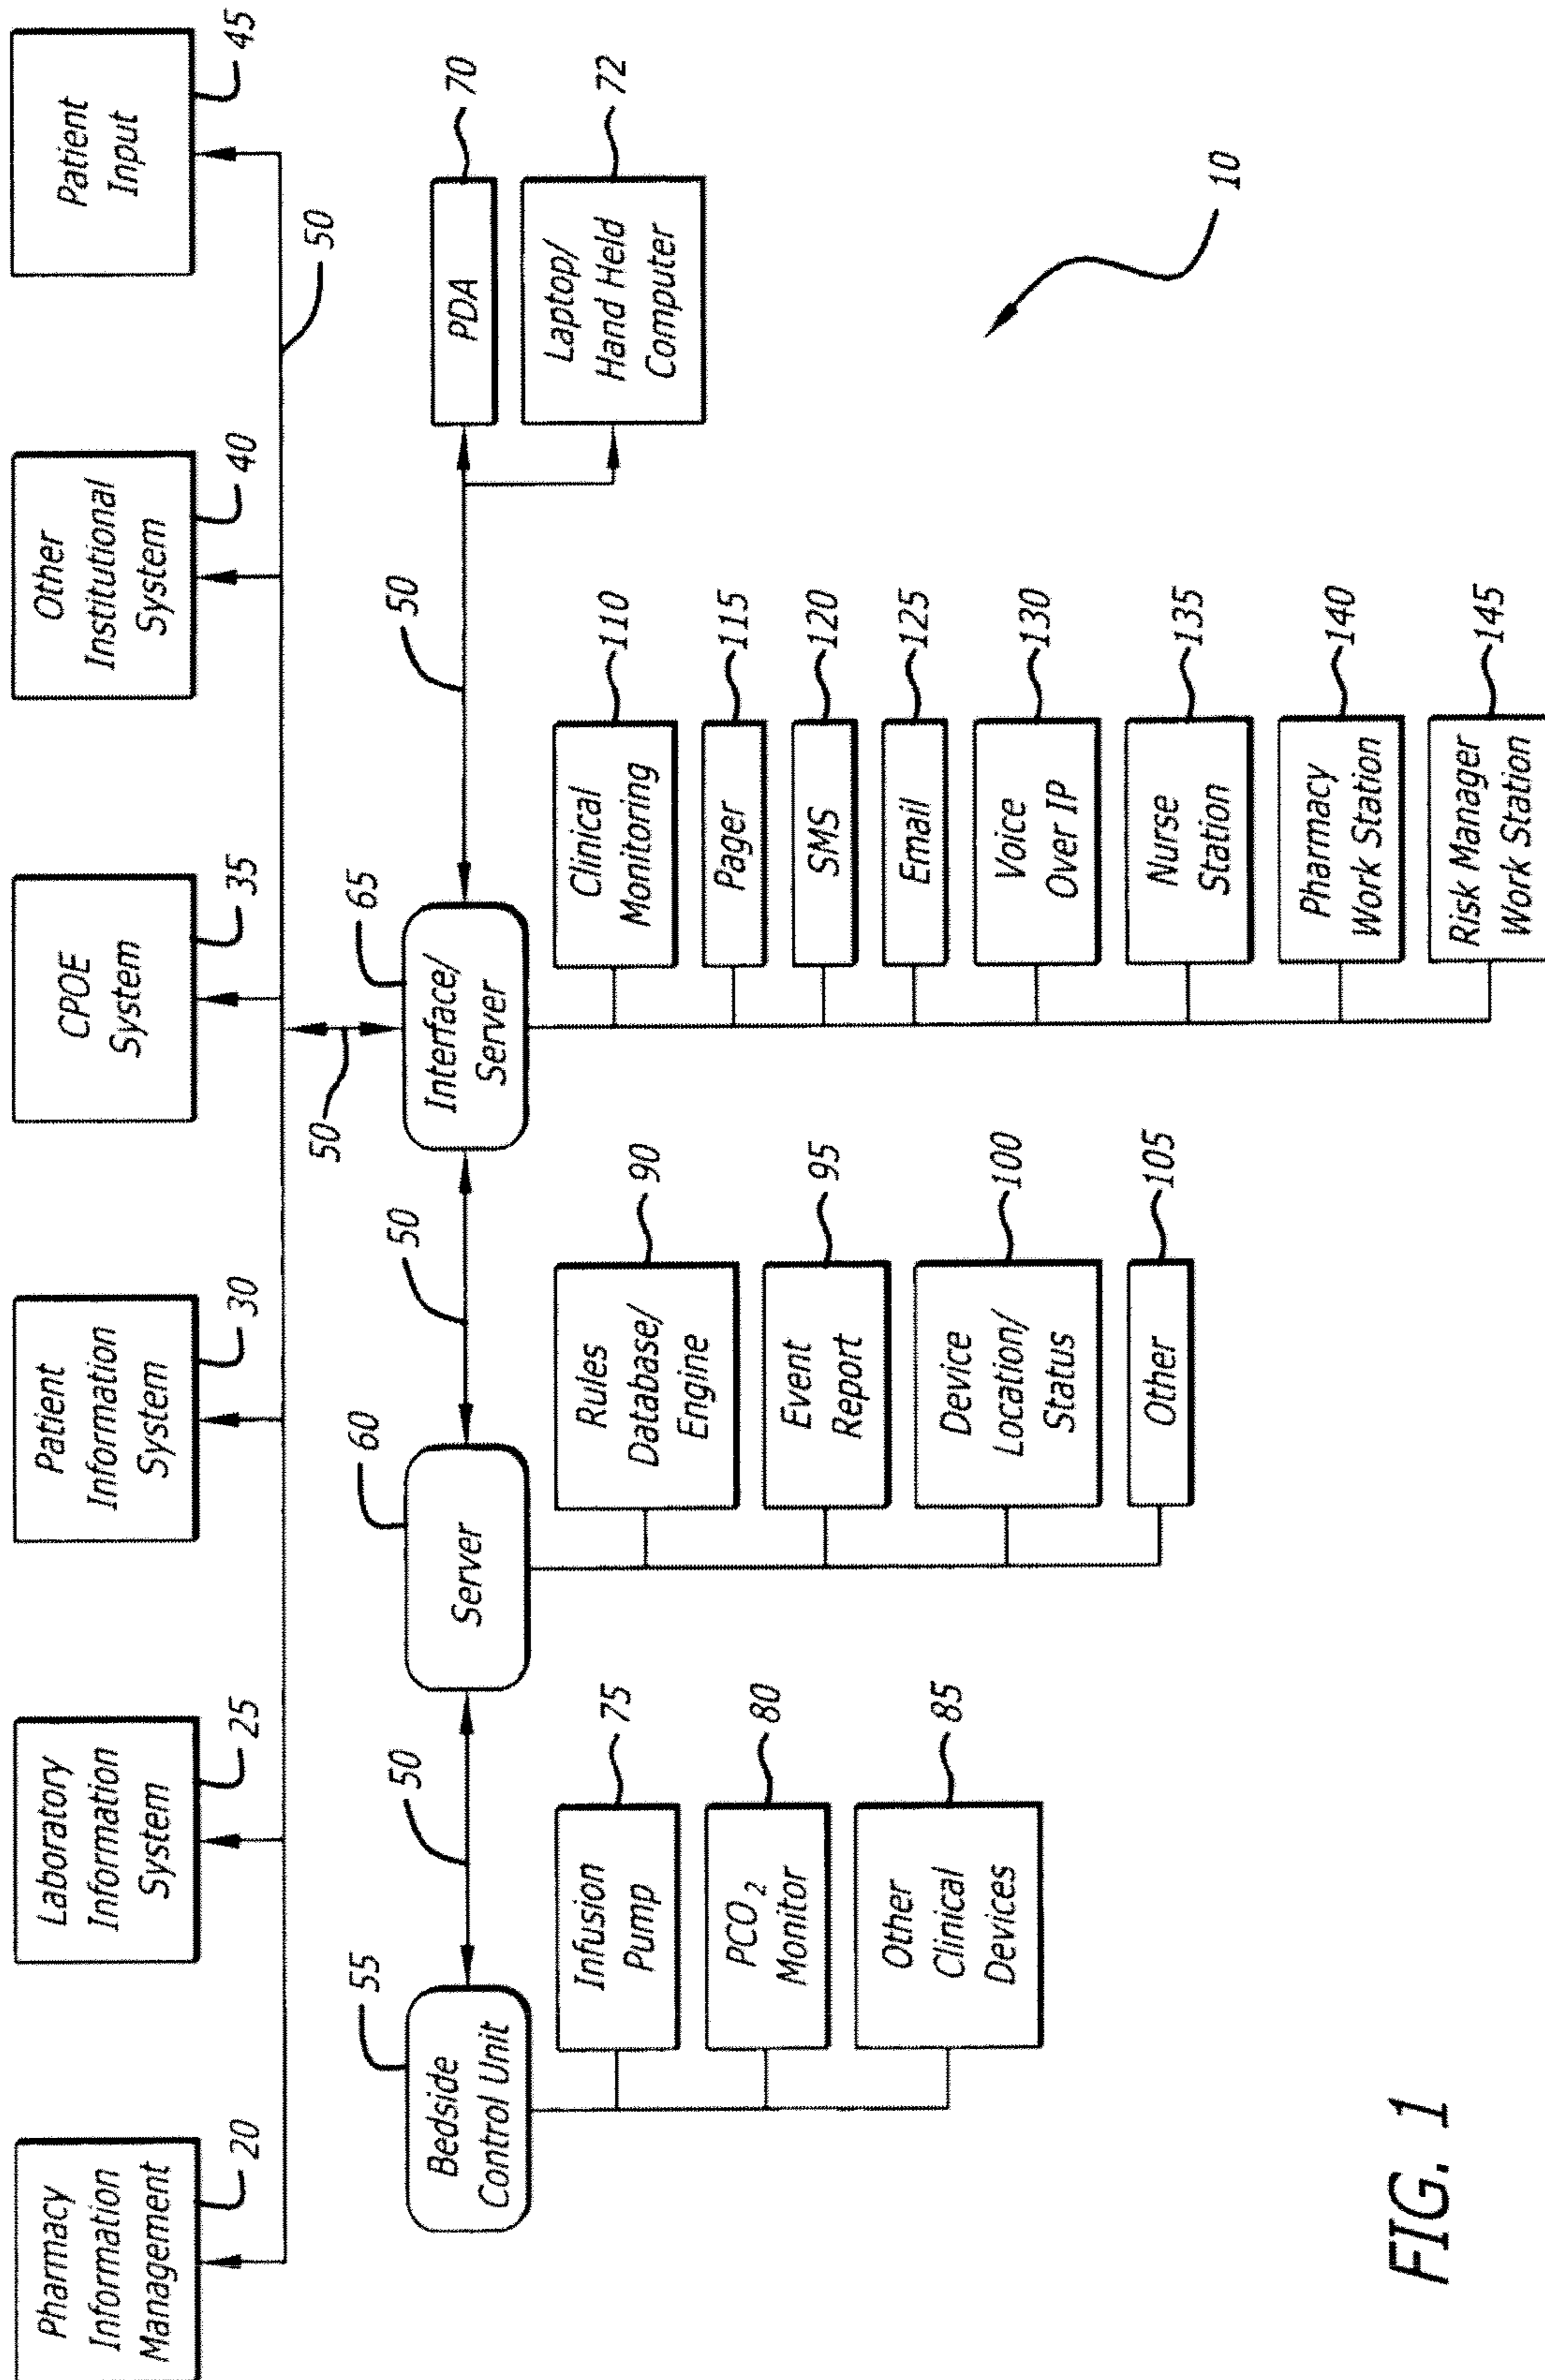 Pharmacy
Information
Management
20
Laboratory
Information
System
25
Patient
Information
System
30
CPOE
System
35
Other
Institutional
System
40
Patient
Input
45
50
50
Bedside
Control Unit
55
50
Server
60
50
Interface/
Server
65
50
PDA
70
Laptop/
Hand Held
Computer
72
Infusion
Pump
75
PCO2
Monitor
80
Other
Clinical
Devices
85
Rules
Database/
Engine
90
Event
Report
95
Device
Location/
Status
100
Other
105
Clinical
Monitoring
110
Pager
115
SMS
120
Email
125
Voice
Over IP
130
Nurse
Station
135
Pharmacy
Work Station
140
Risk Manager
Work Station
145
10
FIG. 1